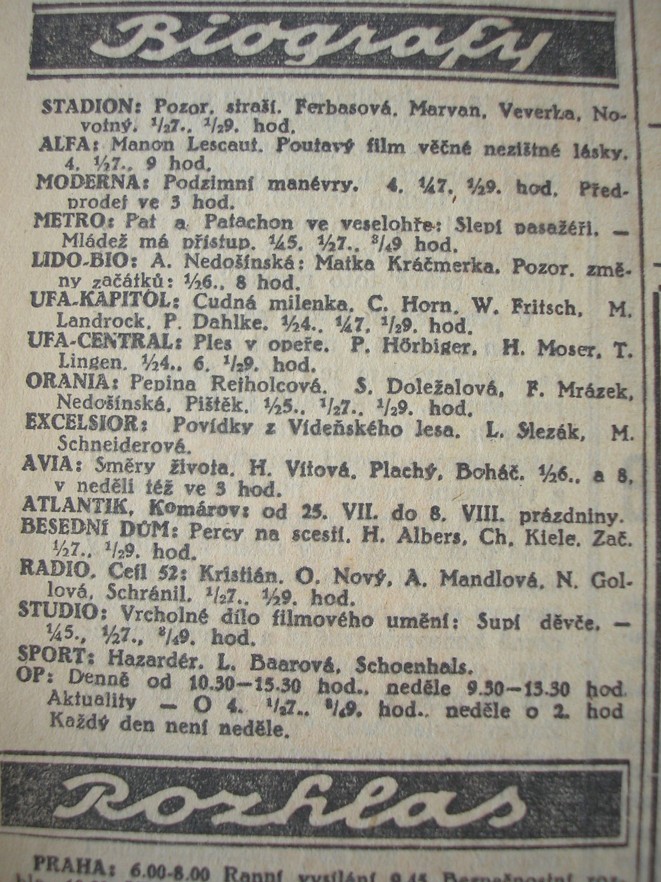 Biografy
STADION: Pozor, straší. Ferbasová, Marvan, Veverka, No-
votný. ½7., ½9. hod.
ALFA: Manon Lescaut. Poutavý film věčné nezištné lásky.
4, ½7., 9 hod.
MODERNA: Podzimní manévry. 4, ¼7, ½9. hod. Před-
prodej ve 3 hod.
METRO: Pat a Patachon ve veselohře: Slepí pasažéři. —
Mládež má přístup. ¼5. ½7., ¾9 hod.
LIDO-BIO: A. Nedošínská: Matka Kráčmerka. Pozor, změ-
ny začátků: ½6., 8 hod.
UFA-KAPITOL: Cudná milenka, C. Horn, W. Fritsch, M.
Landrock, P. Dahlke. ½4., ¼7, ½9. hod.
UFA-CENTRAL: Ples v opeře. P. Hörbiger, H. Moser, T.
Lingen. ½4., 6, ½9. hod.
ORANIA: Pepina Rejholcová. S. Doležalová, F. Mrázek,
Nedošínská, Pištěk. ½5., ½7., ½9. hod.
EXCELSIOR: Povídky z Vídeňského lesa. L. Slezák, M.
Schneiderová.
AVIA: Směry života. H. Vítová, Plachý, Boháč. ½6., a 8,
v neděli též ve 3 hod.
ATLANTIK, Komárov: od 25. VII. do 8. VIII. prázdniny.
BESEDNÍ DŮM: Percy na scestí. H. Albers, Ch. Kiele. Zač.
½7., ½9. hod.
RADIO, Cejl 52: Kristián. O. Nový, A. Mandlová, N. Gol-
lová, Schránil. ½7., ½9. hod.
STUDIO: Vrcholné dílo filmového umění: Supí děvče. —
¼5., ½7., ¾9. hod.
SPORT: Hazardér. L. Baarová, Schoenhals.
OP: Denně od 10.30—15.30 hod., neděle 9.30—13.30 hod.
Aktuality — O 4. ½7., ¾9. hod., neděle o 2. hod
Každý den není neděle.
Rozhlas
PRAHA: 6.00-8.00 Ranní vysílání 9.45 Bezpečnostní roz-